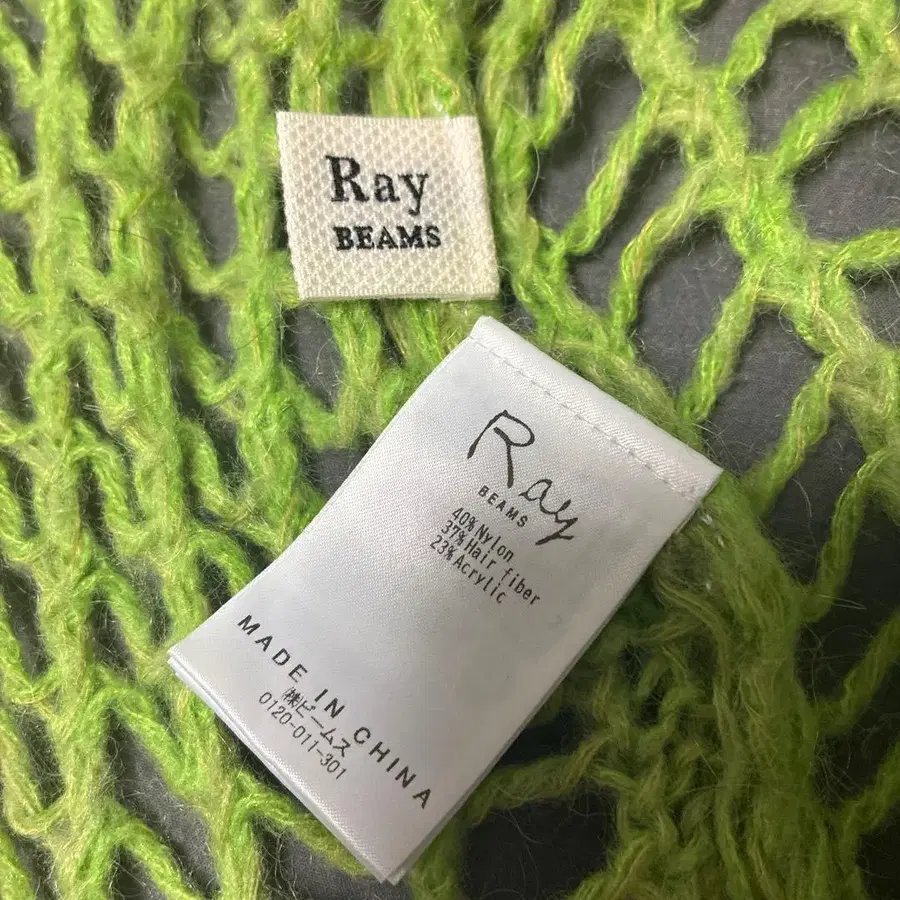 Ray
BEAMS
Ray
BEAMS
40% Nylon
37% Hair fiber
23% Acrylic
MADE IN CHINA
㈱ビームス
0120-011-301